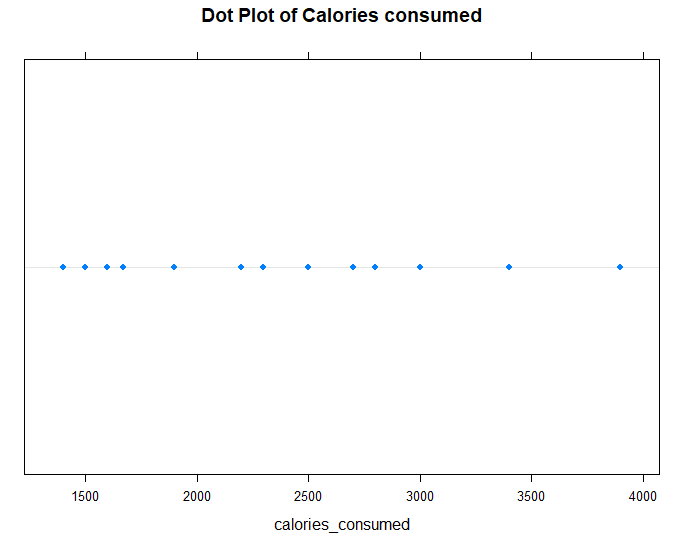 Dot Plot of Calories consumed
1500 2000 2500 3000 3500 4000
calories_consumed